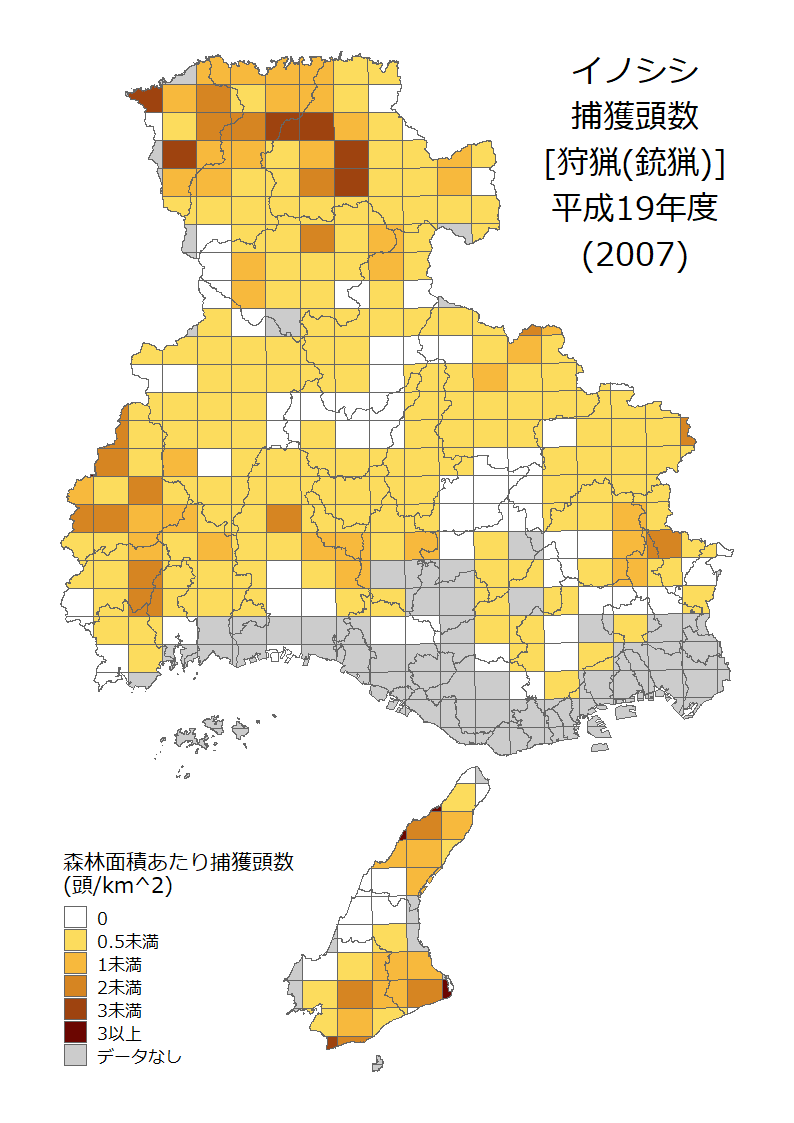 イノシシ
捕獲頭数
[狩猟(銃猟)]
平成19年度
(2007)
森林面積あたり捕獲頭数
(頭/km^2)
0
0.5未満
1未満
2未満
3未満
3以上
データなし